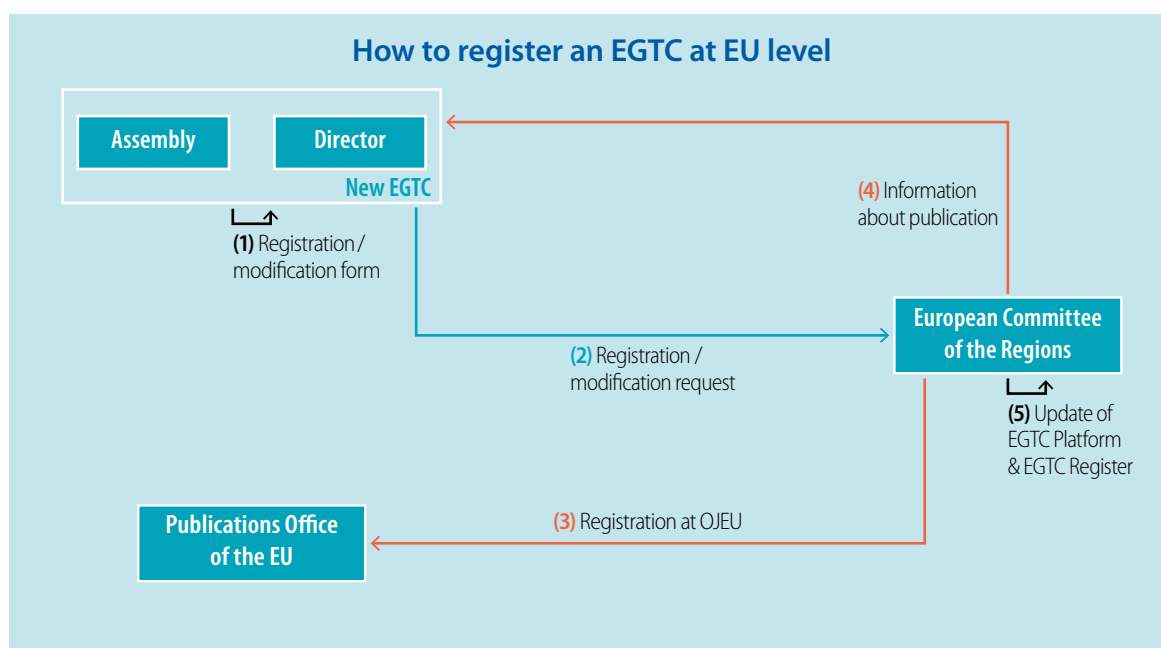 How to register an EGTC at EU level
Assembly
Director
New EGTC
(1) Registration /
modification form
(4) Information
about publication
European Committee
of the Regions
(2) Registration /
modification request
(5) Update of
EGTC Platform
& EGTC Register
Publications Office
of the EU
(3) Registration at OJEU